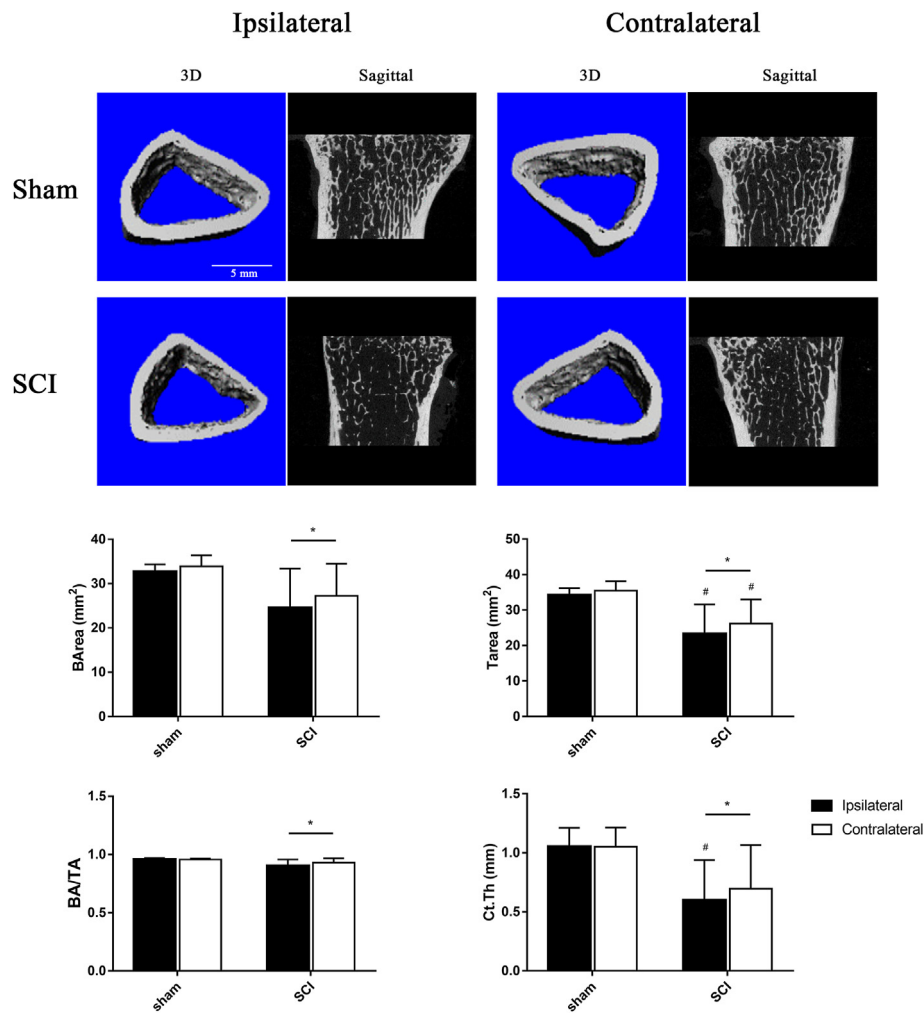 Ipsilateral Contralateral
3D Sagittal 3D Sagittal
Sham
5 mm
SCI
BArea (mm²)
40
30
20
10
0
*
sham SCI
Tarea (mm²)
50
40
30
20
10
0
*
# #
sham SCI
BA/TA
1.5
1.0
0.5
0.0
*
sham SCI
Ct.Th (mm)
1.5
1.0
0.5
0.0
*
#
sham SCI
Ipsilateral
Contralateral